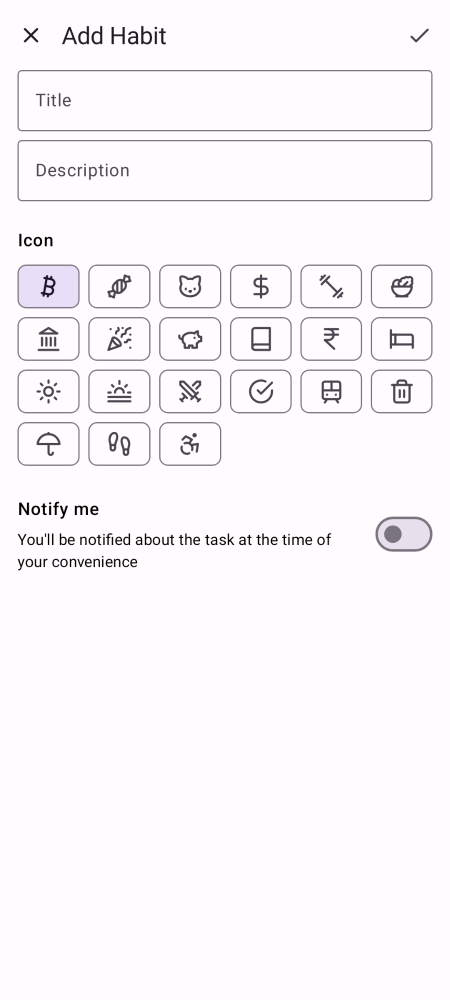 Add Habit
Title
Description
Icon
Notify me
You'll be notified about the task at the time of
your convenience